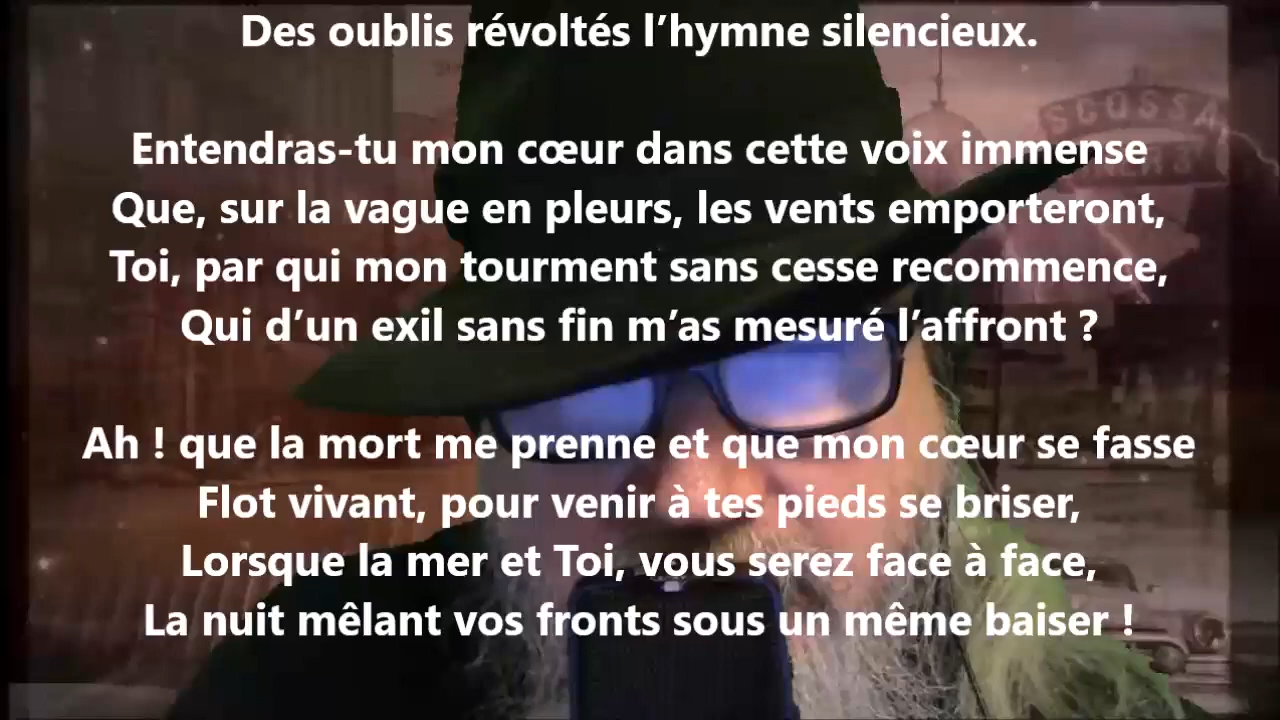 Des oublis révoltés l’hymne silencieux.
Entendras-tu mon cœur dans cette voix immense
Que, sur la vague en pleurs, les vents emporteront,
Toi, par qui mon tourment sans cesse recommence,
Qui d’un exil sans fin m’as mesuré l’affront ?
Ah ! que la mort me prenne et que mon cœur se fasse
Flot vivant, pour venir à tes pieds se briser,
Lorsque la mer et Toi, vous serez face à face,
La nuit mêlant vos fronts sous un même baiser !
SCOSSA